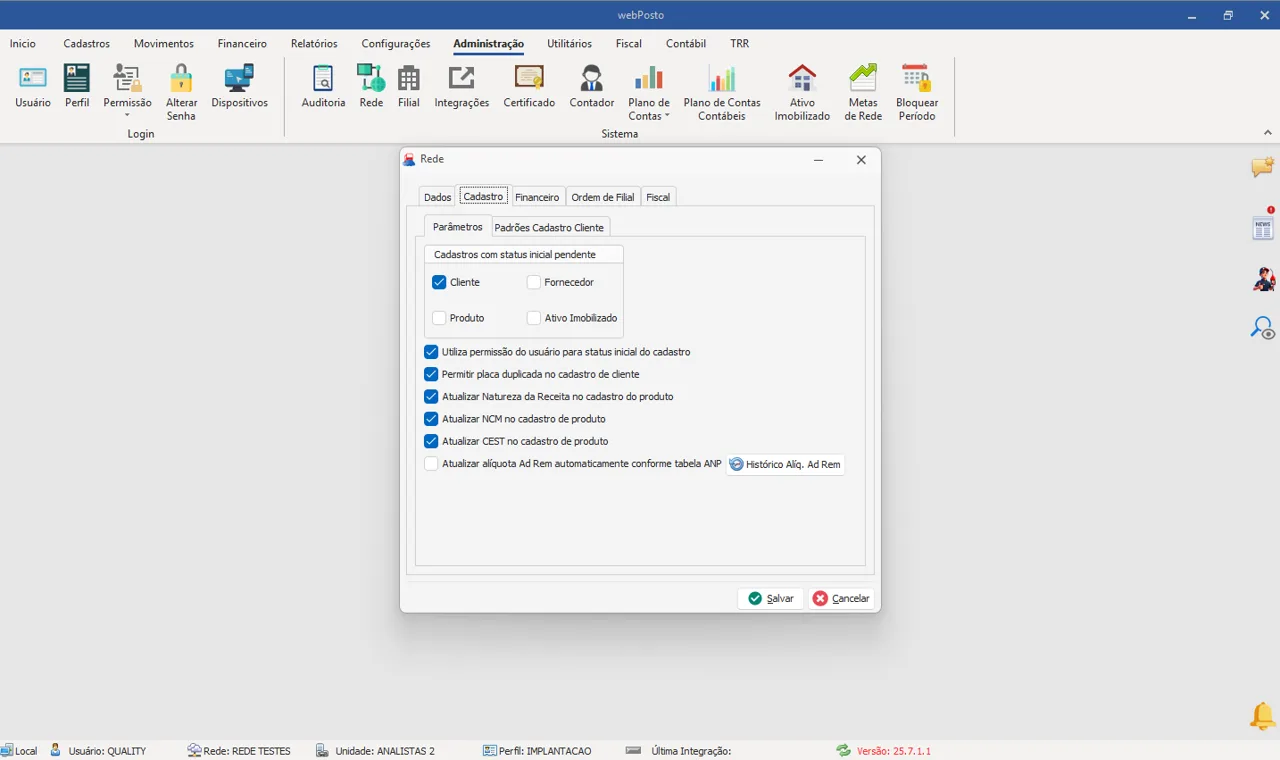 webPosto
Inicio Cadastros Movimentos Financeiro Relatórios Configurações Administração Utilitários Fiscal Contábil TRR
Usuário Perfil Permissão Alterar Senha Dispositivos Auditoria Rede Filial Integrações Certificado Contador Plano de Contas Plano de Contas Contábeis Ativo Imobilizado Metas de Rede Bloquear Período
Login Sistema
Rede
NEWS
Dados Cadastro Financeiro Ordem de Filial Fiscal
Parâmetros Padrões Cadastro Cliente
Cadastros com status inicial pendente
Cliente Fornecedor
Produto Ativo Imobilizado
Utiliza permissão do usuário para status inicial do cadastro
Permitir placa duplicada no cadastro de cliente
Atualizar Natureza da Receita no cadastro do produto
Atualizar NCM no cadastro de produto
Atualizar CEST no cadastro de produto
Atualizar alíquota Ad Rem automaticamente conforme tabela ANP Histórico Alíq. Ad Rem
Salvar Cancelar
Local Usuário: QUALITY Rede: REDE TESTES Unidade: ANALISTAS 2 Perfil: IMPLANTACAO Última Integração: Versão: 25.7.1.1